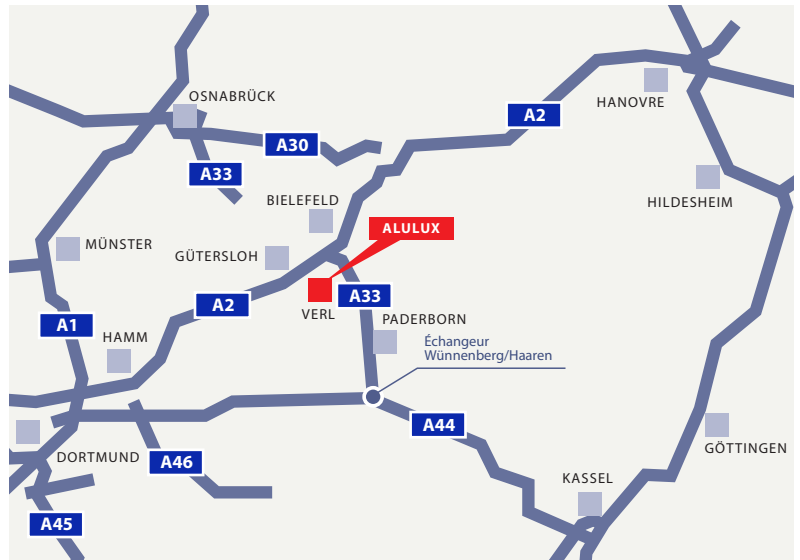 OSNABRÜCK
HANOVRE
A2
A30
A33
HILDESHEIM
BIELEFELD
ALULUX
MÜNSTER
GÜTERSLOH
A33
A2
VERL
A1
PADERBORN
HAMM
Échangeur
Wünnenberg/Haaren
A44
GÖTTINGEN
DORTMUND
A46
KASSEL
A45